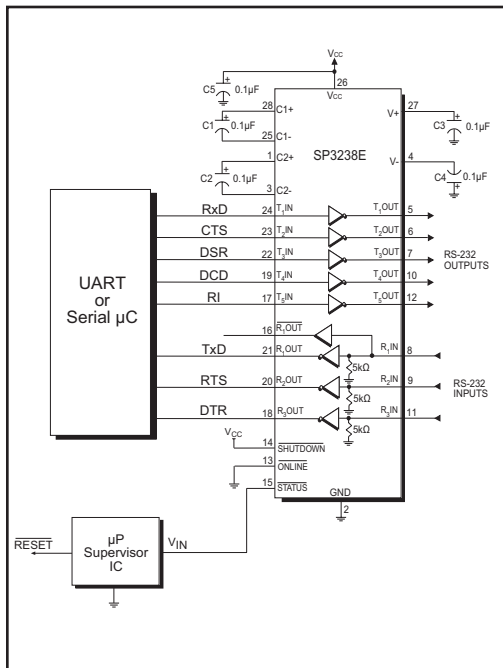 VCC
26
VCC
C5
+
0.1µF
28
C1+
C1
+
0.1µF
25
C1-
1
C2+
C2
+
0.1µF
3
C2-
SP3238E
V+
27
C3
+
0.1µF
V-
4
C4
0.1µF
+
UART
or
Serial µC
RxD
24
T1IN
T1OUT
5
CTS
23
T2IN
T2OUT
6
DSR
22
T3IN
T3OUT
7
DCD
19
T4IN
T4OUT
10
RI
17
T5IN
T5OUT
12
RS-232
OUTPUTS
16
R1OUT
TxD
21
R1OUT
R1IN
8
5kΩ
RTS
20
R2OUT
R2IN
9
5kΩ
DTR
18
R3OUT
R3IN
11
5kΩ
RS-232
INPUTS
VCC
14
SHUTDOWN
13
ONLINE
15
STATUS
GND
2
RESET
µP
Supervisor
IC
VIN